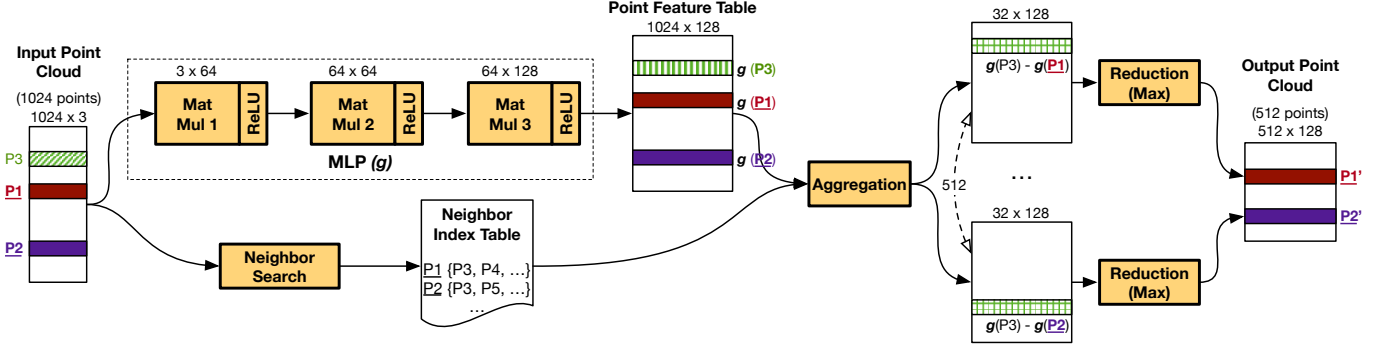 Input Point
Cloud
(1024 points)
1024 x 3
P3
P1
P2
3 x 64
Mat
Mul 1
ReLU
64 x 64
Mat
Mul 2
ReLU
64 x 128
Mat
Mul 3
ReLU
MLP (g)
Neighbor
Search
Neighbor
Index Table
P1 {P3, P4, ...}
P2 {P3, P5, ...}
...
Point Feature Table
1024 x 128
g (P3)
g (P1)
g (P2)
Aggregation
32 x 128
g(P3) - g(P1)
512
...
32 x 128
g(P3) - g(P2)
Reduction
(Max)
Reduction
(Max)
Output Point
Cloud
(512 points)
512 x 128
P1'
P2'